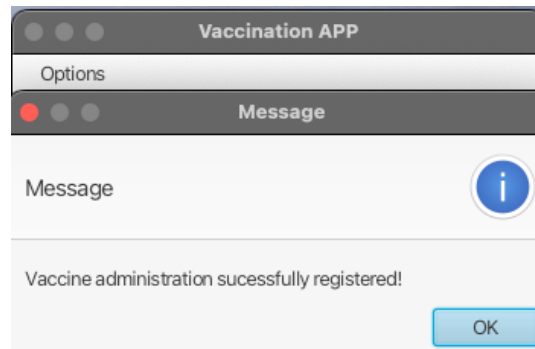 Vaccination APP
Options
Message
Message
Vaccine administration sucessfully registered!
OK